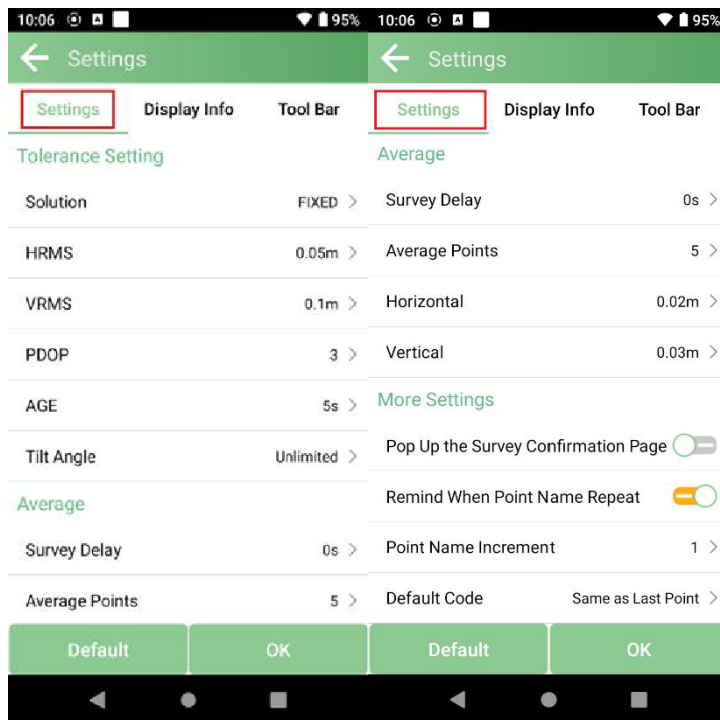 10:06 95%
Settings
Settings Display Info Tool Bar
Tolerance Setting
Solution FIXED
HRMS 0.05m
VRMS 0.1m
PDOP 3
AGE 5s
Tilt Angle Unlimited
Average
Survey Delay 0s
Average Points 5
Default OK
10:06 95%
Settings
Settings Display Info Tool Bar
Average
Survey Delay 0s
Average Points 5
Horizontal 0.02m
Vertical 0.03m
More Settings
Pop Up the Survey Confirmation Page
Remind When Point Name Repeat
Point Name Increment 1
Default Code Same as Last Point
Default OK